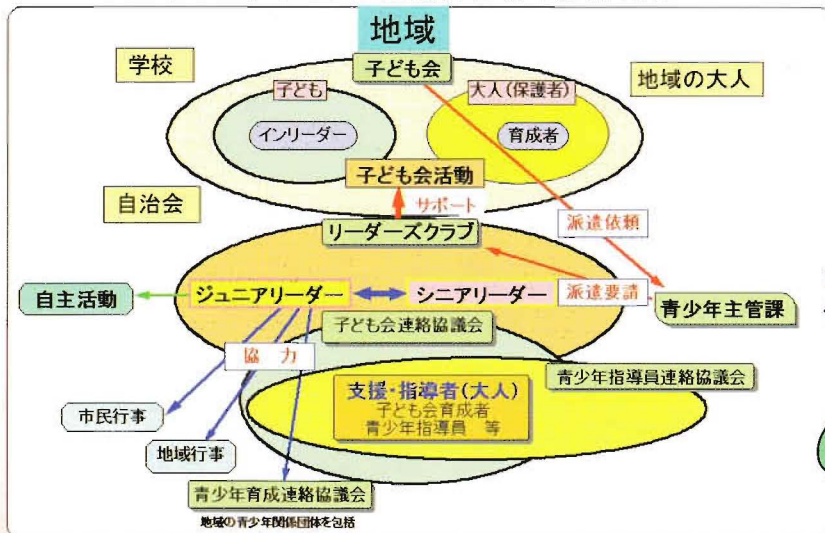 地域
学校
子ども会
地域の大人
子ども
大人(保護者)
インリーダー
育成者
子ども会活動
自治会
サポート
派遣依頼
リーダーズクラブ
自主活動
ジュニアリーダー
シニアリーダー
派遣要請
青少年主管課
子ども会連絡協議会
協 力
青少年指導員連絡協議会
支援・指導者(大人)
子ども会育成者
青少年指導員 等
市民行事
地域行事
青少年育成連絡協議会
地域の青少年関係団体を包括